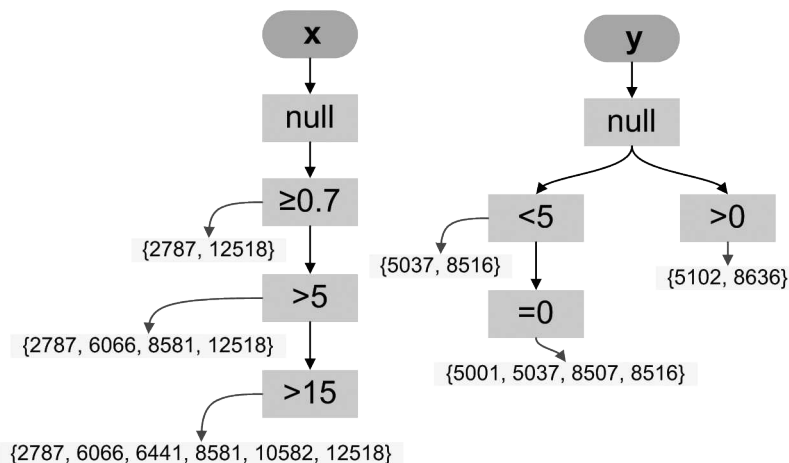 x
null
≥0.7
{2787, 12518}
>5
{2787, 6066, 8581, 12518}
>15
{2787, 6066, 6441, 8581, 10582, 12518}
y
null
<5
{5037, 8516}
=0
{5001, 5037, 8507, 8516}
>0
{5102, 8636}